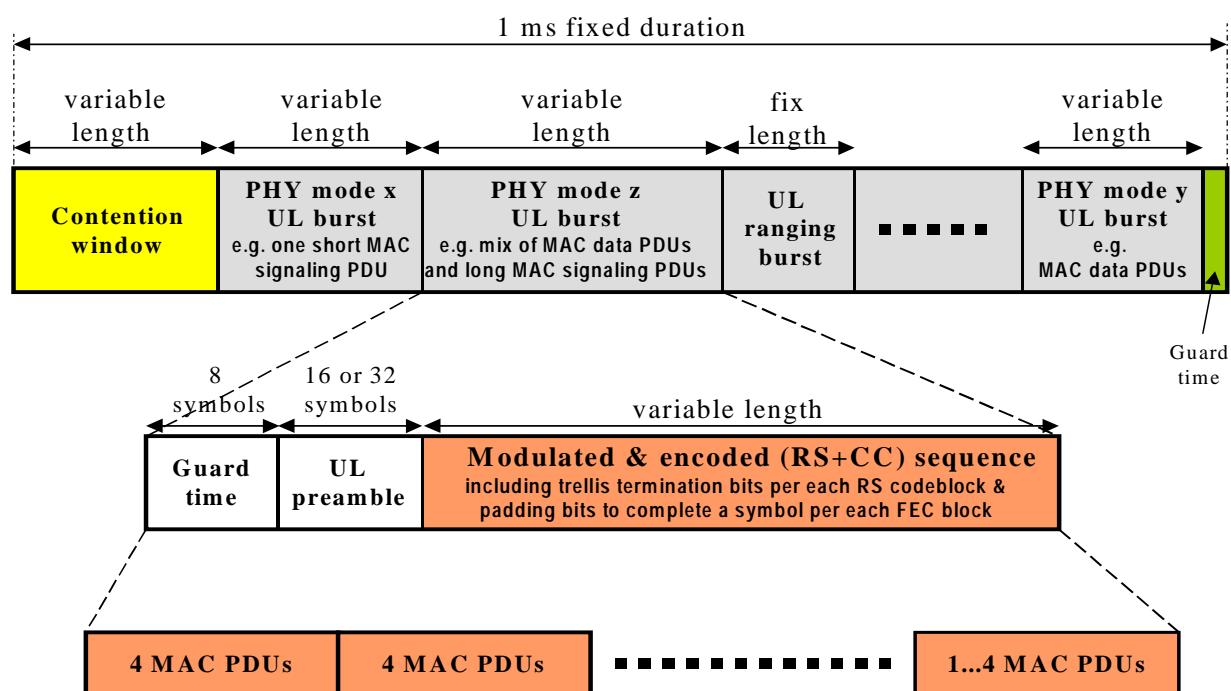 1 ms fixed duration
variable
length
variable
length
variable
length
fix
length
variable
length
Contention
window
PHY mode x
UL burst
e.g. one short MAC
signaling PDU
PHY mode z
UL burst
e.g. mix of MAC data PDUs
and long MAC signaling PDUs
UL
ranging
burst
PHY mode y
UL burst
e.g.
MAC data PDUs
Guard
time
8
symbols
16 or 32
symbols
variable length
Guard
time
UL
preamble
Modulated & encoded (RS+CC) sequence
including trellis termination bits per each RS codeblock &
padding bits to complete a symbol per each FEC block
4 MAC PDUs
4 MAC PDUs
1...4 MAC PDUs